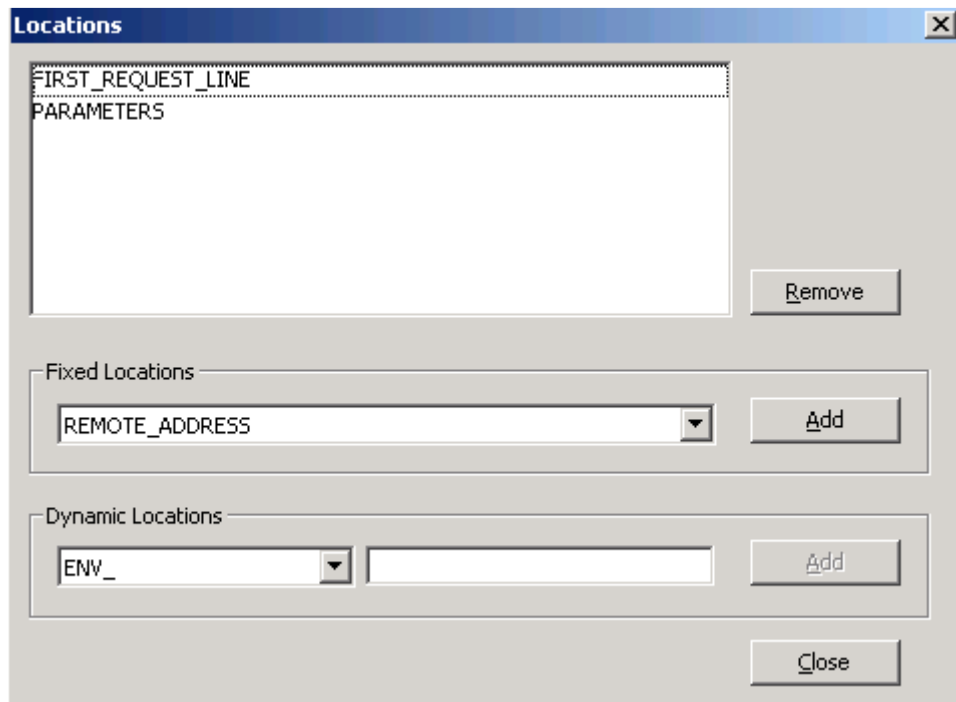 Locations
FIRST_REQUEST_LINE
PARAMETERS
Remove
Fixed Locations
REMOTE_ADDRESS
Add
Dynamic Locations
ENV_
Add
Close